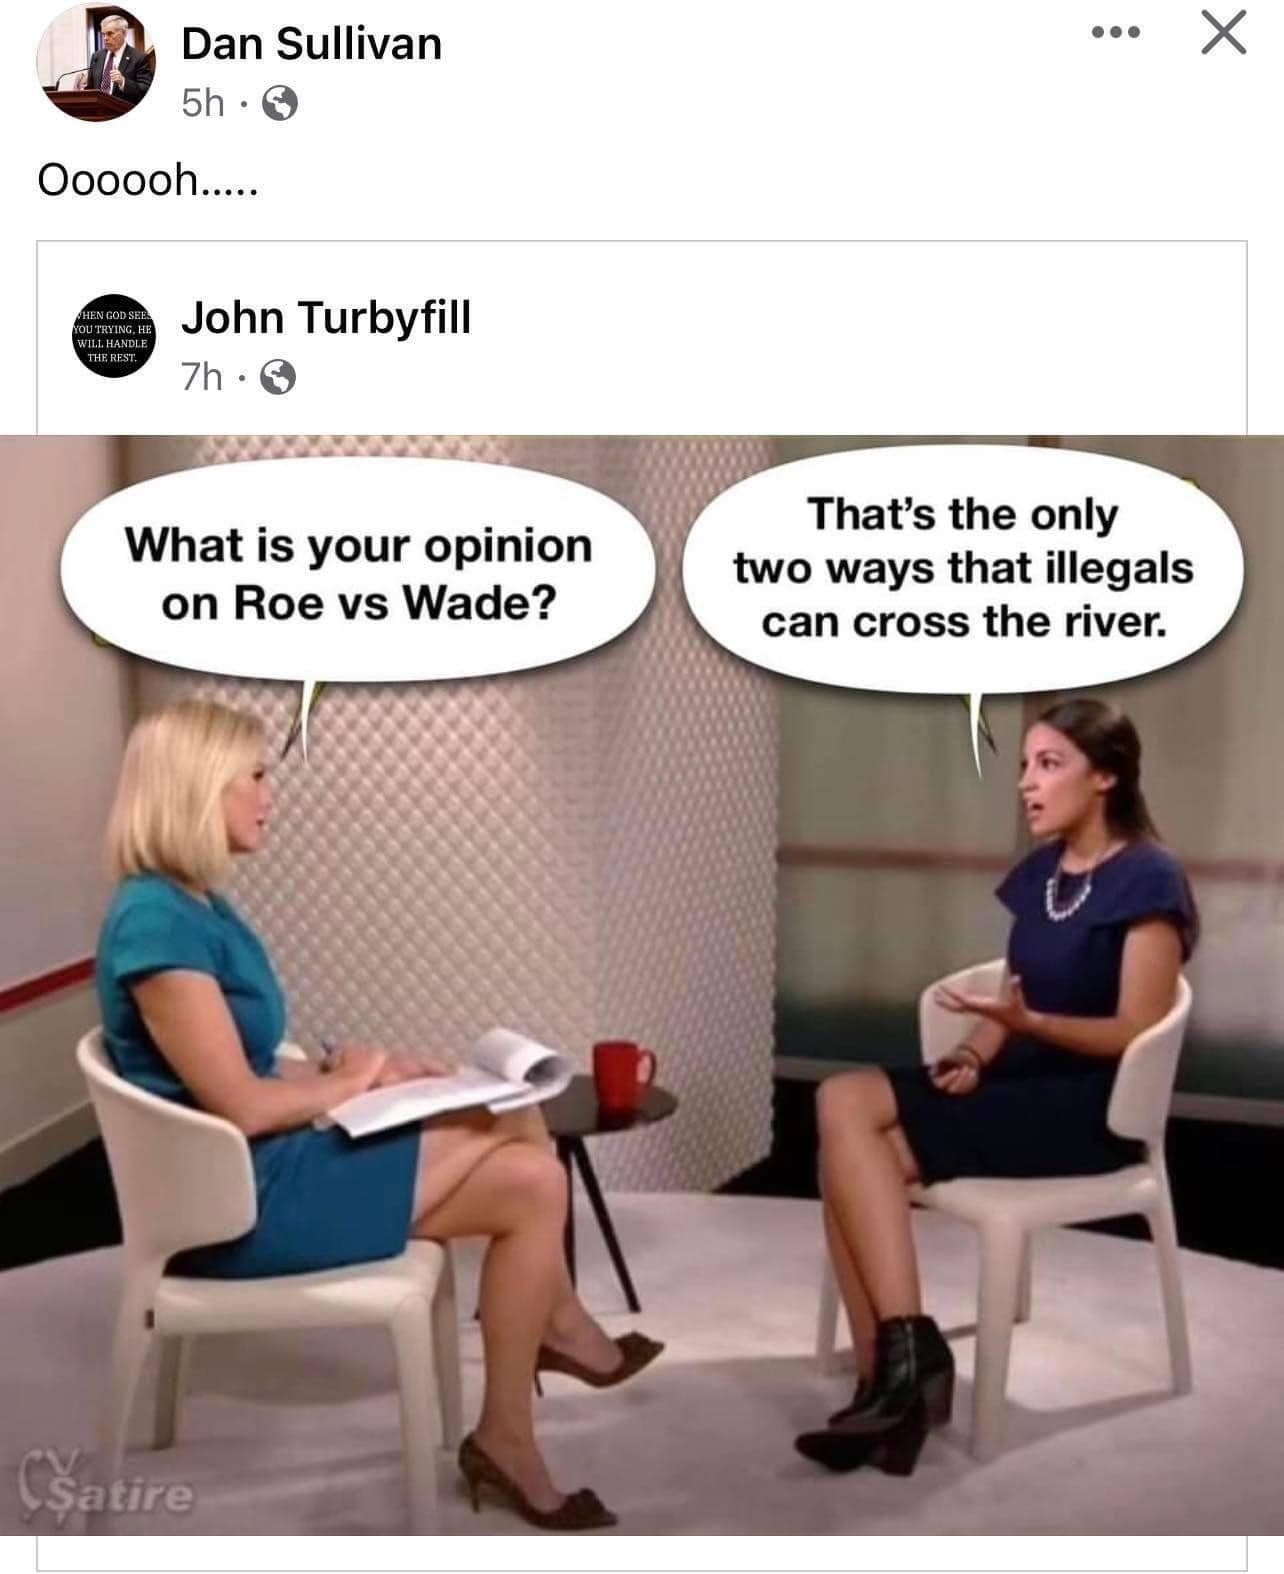 Dan Sullivan
5h ·
Oooooh.....
WHEN GOD SEES
YOU TRYING, HE
WILL HANDLE
THE REST.
John Turbyfill
7h ·
What is your opinion
on Roe vs Wade?
That's the only
two ways that illegals
can cross the river.
Satire